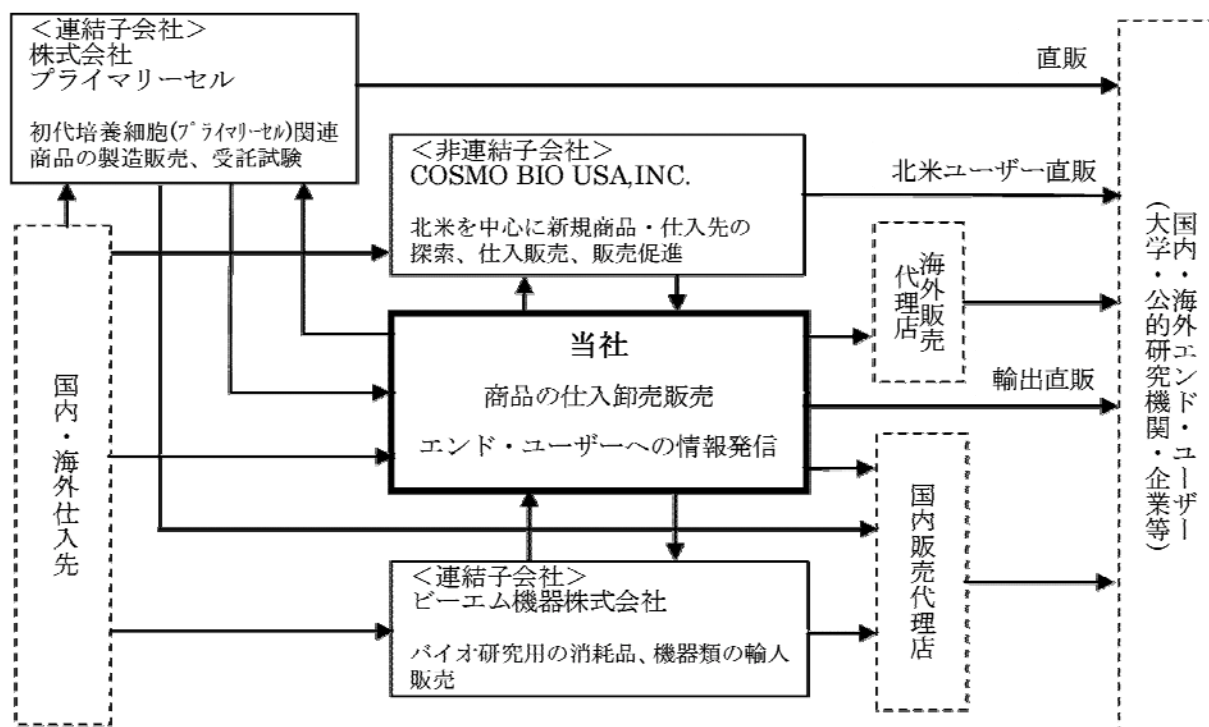 ＜連結子会社＞
株式会社
プライマリーセル
初代培養細胞(ﾌﾟﾗｲﾏﾘｰｾﾙ)関連
商品の製造販売、受託試験
直販
＜非連結子会社＞
COSMO BIO USA,INC.
北米を中心に新規商品・仕入先の
探索、仕入販売、販売促進
北米ユーザー直販
海外販売
代理店
当社
商品の仕入卸売販売
エンド・ユーザーへの情報発信
輸出直販
国内・海外仕入先
国内販売代理店
＜連結子会社＞
ビーエム機器株式会社
バイオ研究用の消耗品、機器類の輸入
販売
国内・海外エンド・ユーザー
(大学・公的研究機関・企業等)